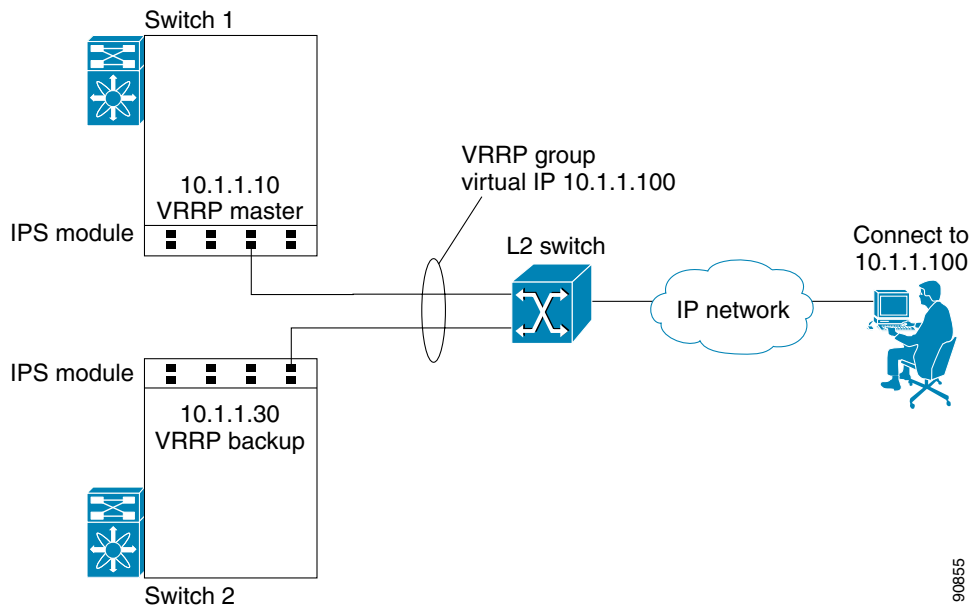 Switch 1
10.1.1.10
VRRP master
IPS module
VRRP group
virtual IP 10.1.1.100
L2 switch
IP network
Connect to
10.1.1.100
IPS module
10.1.1.30
VRRP backup
Switch 2
90855